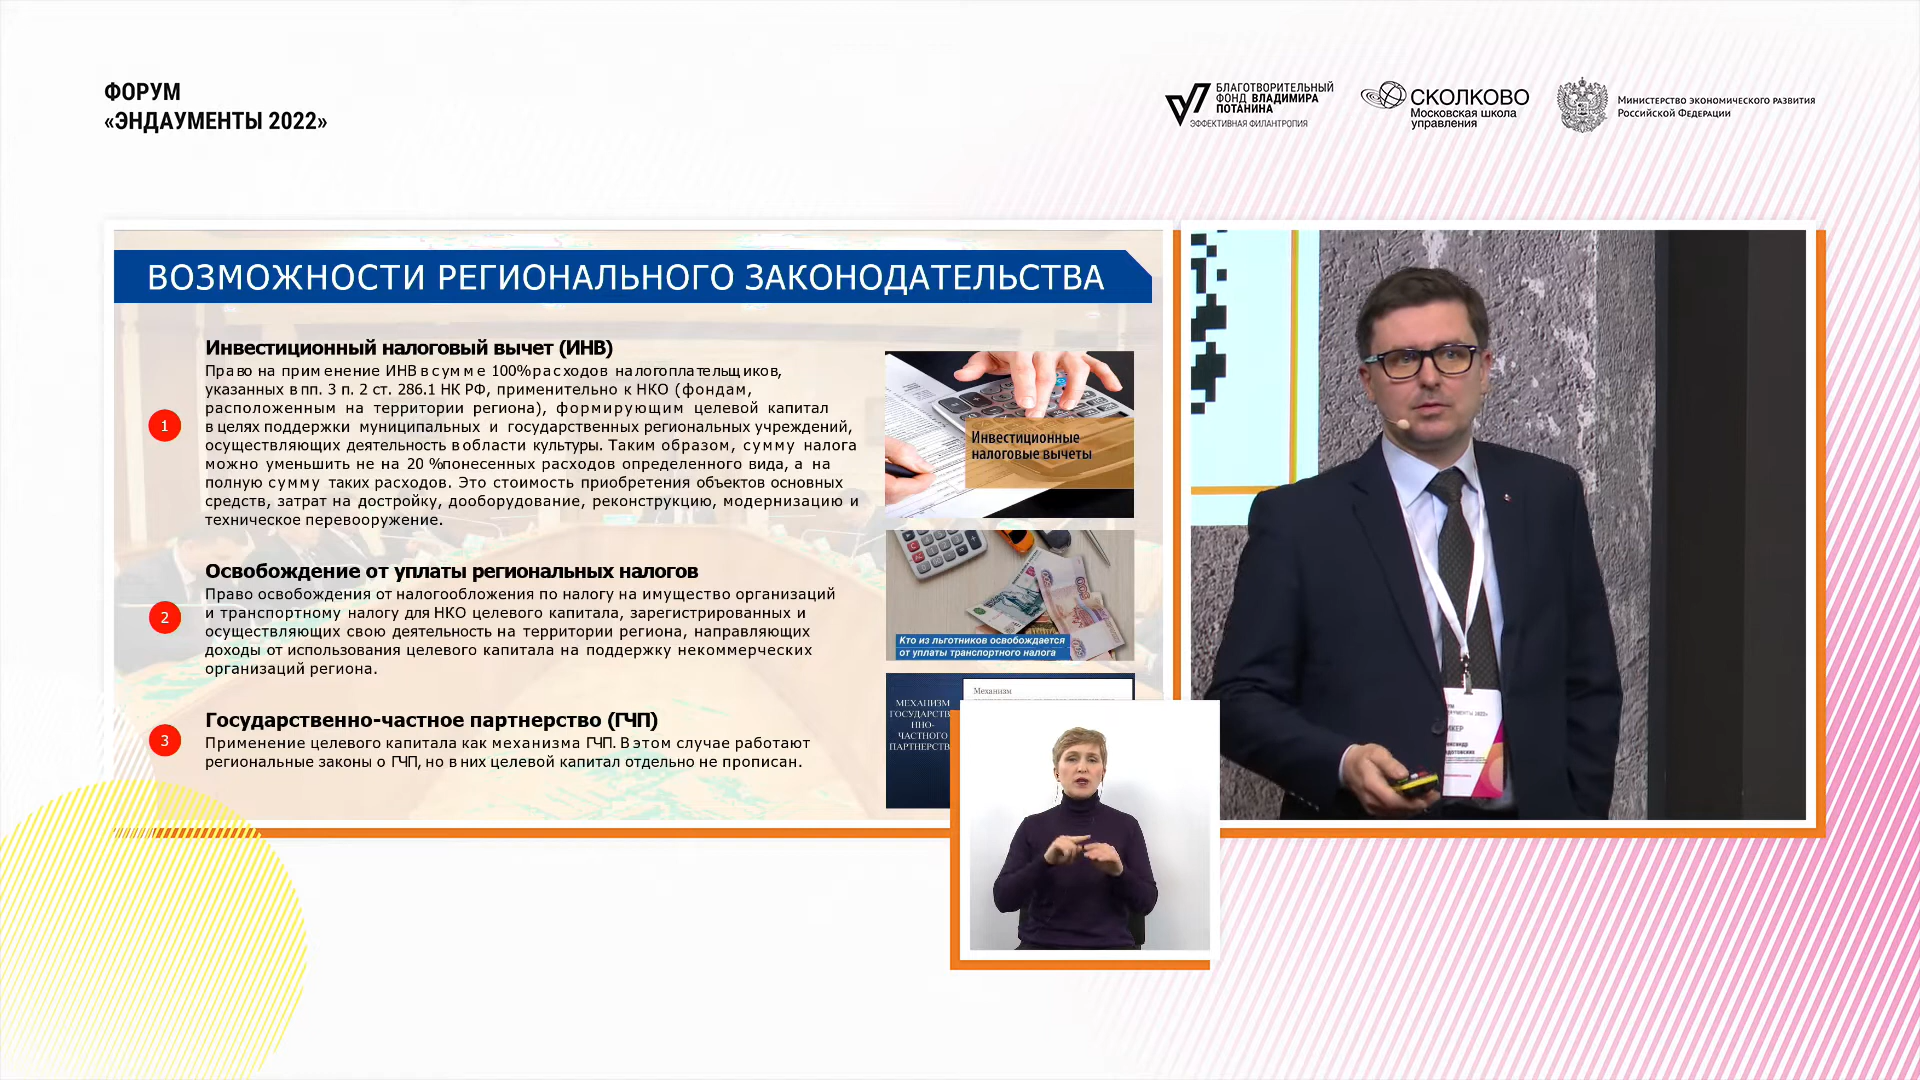 ФОРУМ
«ЭНДАУМЕНТЫ 2022»
БЛАГОТВОРИТЕЛЬНЫЙ
ФОНД ВЛАДИМИРА
ПОТАНИНА
ЭФФЕКТИВНАЯ ФИЛАНТРОПИЯ
СКОЛКОВО
Московская школа
управления
Министерство экономического развития
Российской Федерации
ВОЗМОЖНОСТИ РЕГИОНАЛЬНОГО ЗАКОНОДАТЕЛЬСТВА
1
Инвестиционный налоговый вычет (ИНВ)
Право на применение ИНВ в сумме 100% расходов налогоплательщиков,
указанных в пп. 3 п. 2 ст. 286.1 НК РФ, применительно к НКО (фондам,
расположенным на территории региона), формирующим целевой капитал
в целях поддержки муниципальных и государственных региональных учреждений,
осуществляющих деятельность в области культуры. Таким образом, сумму налога
можно уменьшить не на 20 %понесенных расходов определенного вида, а на
полную сумму таких расходов. Это стоимость приобретения объектов основных
средств, затрат на достройку, дооборудование, реконструкцию, модернизацию и
техническое перевооружение.
2
Освобождение от уплаты региональных налогов
Право освобождения от налогообложения по налогу на имущество организаций
и транспортному налогу для НКО целевого капитала, зарегистрированных и
осуществляющих свою деятельность на территории региона, направляющих
доходы от использования целевого капитала на поддержку некоммерческих
организаций региона.
3
Государственно-частное партнерство (ГЧП)
Применение целевого капитала как механизма ГЧП. В этом случае работают
региональные законы о ГЧП, но в них целевой капитал отдельно не прописан.
Инвестиционные
налоговые вычеты
Кто из льготников освобождается
от уплаты транспортного налога
МЕХАНИЗМ
ГОСУДАРСТВЕ
ННО-
ЧАСТНОГО
ПАРТНЕРСТВ
Механизм